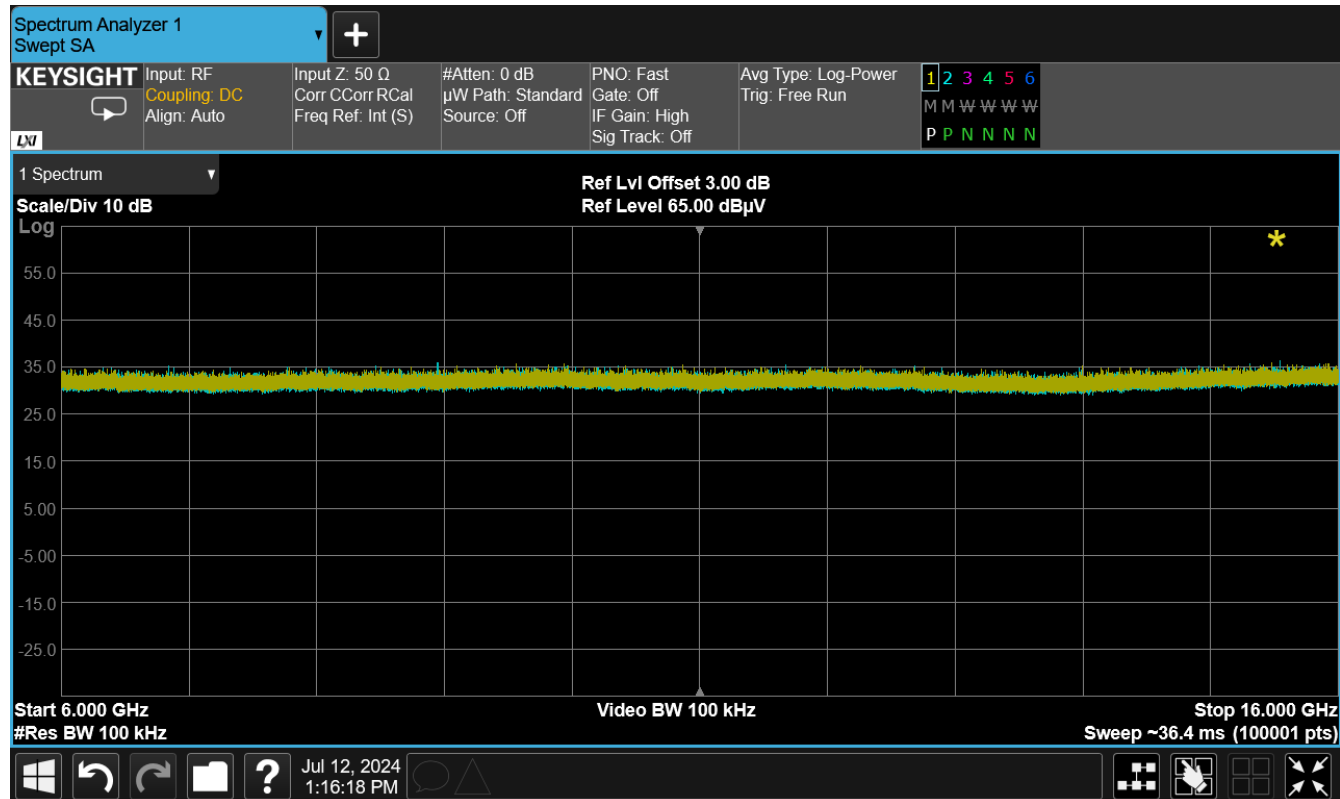 Spectrum Analyzer 1
Swept SA
KEYSIGHT
LXI
Input: RF
Coupling: DC
Align: Auto
Input Z: 50 Ω
Corr CCorr RCal
Freq Ref: Int (S)
#Atten: 0 dB
µW Path: Standard
Source: Off
PNO: Fast
Gate: Off
IF Gain: High
Sig Track: Off
Avg Type: Log-Power
Trig: Free Run
1 2 3 4 5 6
M M W W W W
P P N N N N
1 Spectrum
Scale/Div 10 dB
Log
Ref Lvl Offset 3.00 dB
Ref Level 65.00 dBµV
55.0
45.0
35.0
25.0
15.0
5.00
-5.00
-15.0
-25.0
Start 6.000 GHz
#Res BW 100 kHz
Video BW 100 kHz
Stop 16.000 GHz
Sweep ~36.4 ms (100001 pts)
Jul 12, 2024
1:16:18 PM